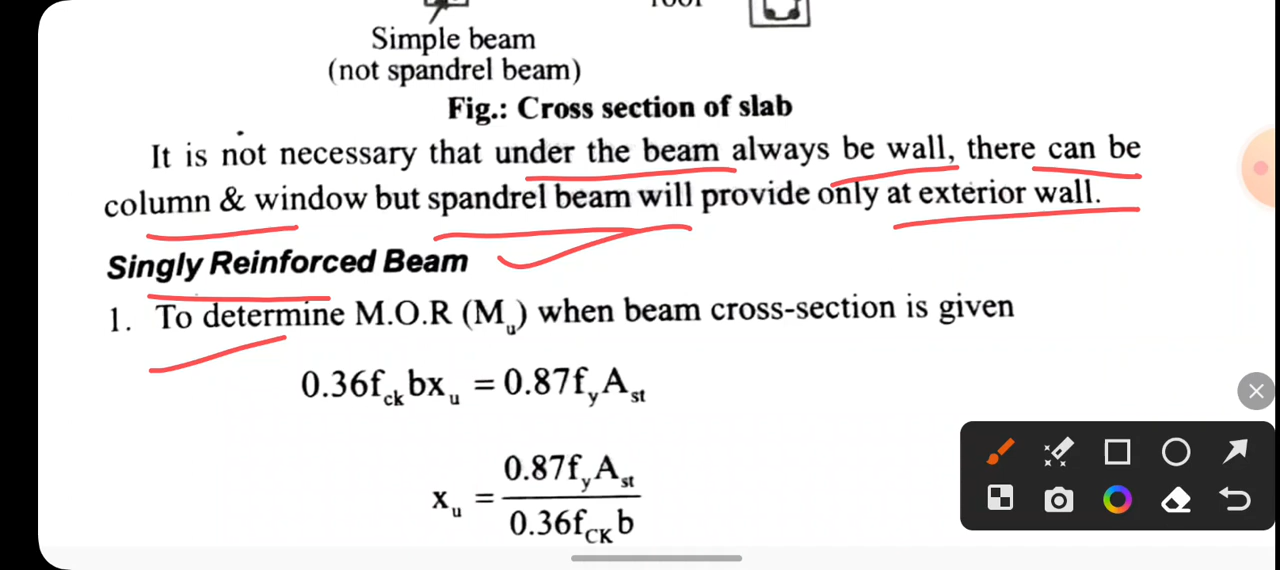 Simple beam
(not spandrel beam)
Fig.: Cross section of slab
It is not necessary that under the beam always be wall, there can be
column & window but spandrel beam will provide only at exterior wall.
Singly Reinforced Beam
1. To determine M.O.R (Mu) when beam cross-section is given
0.36fck bxu = 0.87fyAst
xu = 0.87fyAst / 0.36fCKb